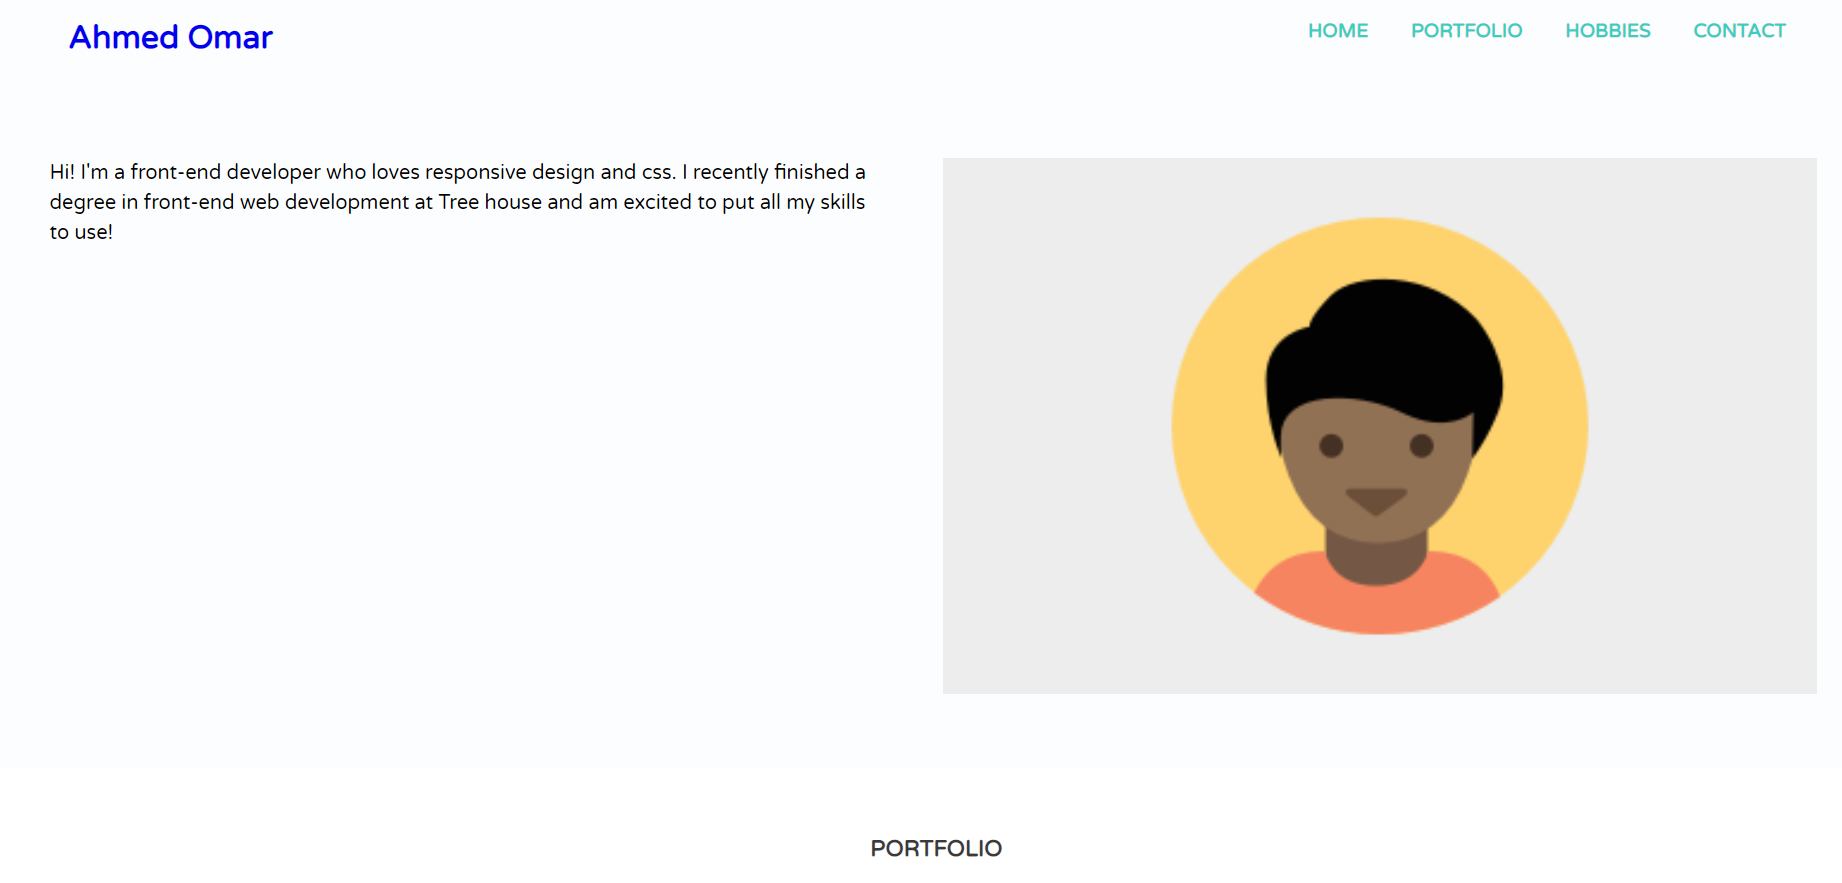 Ahmed Omar
HOME PORTFOLIO HOBBIES CONTACT
Hi! I'm a front-end developer who loves responsive design and css. I recently finished a
degree in front-end web development at Tree house and am excited to put all my skills
to use!
PORTFOLIO